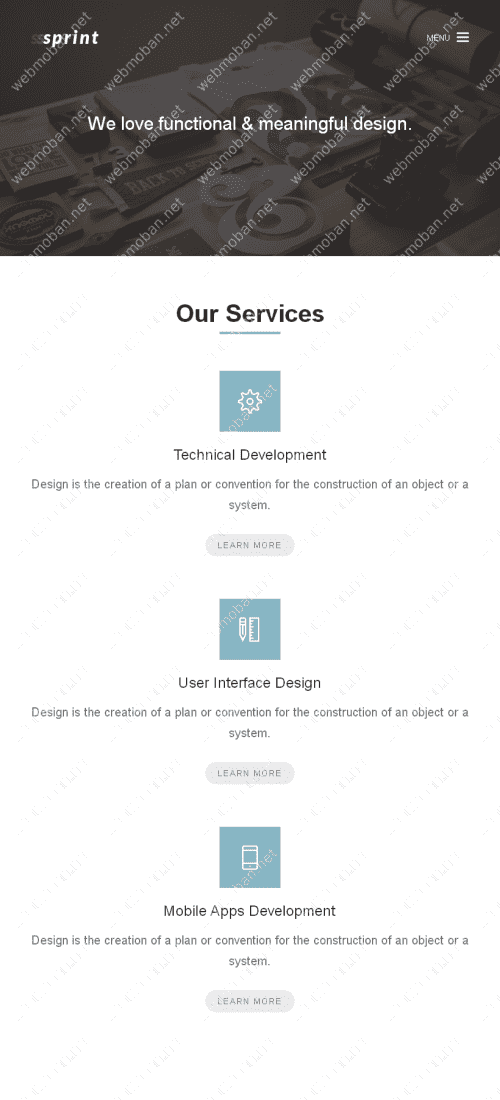 sprint
MENU
We love functional & meaningful design.
BACK TO
Our Services
Technical Development
Design is the creation of a plan or convention for the construction of an object or a
system.
LEARN MORE
User Interface Design
Design is the creation of a plan or convention for the construction of an object or a
system.
LEARN MORE
Mobile Apps Development
Design is the creation of a plan or convention for the construction of an object or a
system.
LEARN MORE
webmoban.net